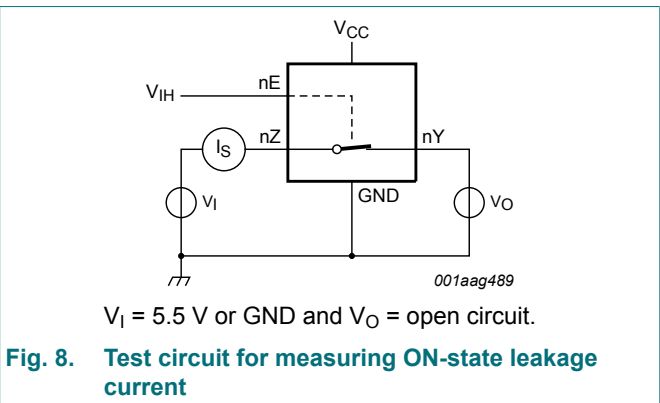 VCC
VIH
nE
IS
nZ
nY
VI
GND
VO
001aag489
VI = 5.5 V or GND and VO = open circuit.
Fig. 8. Test circuit for measuring ON-state leakage
current